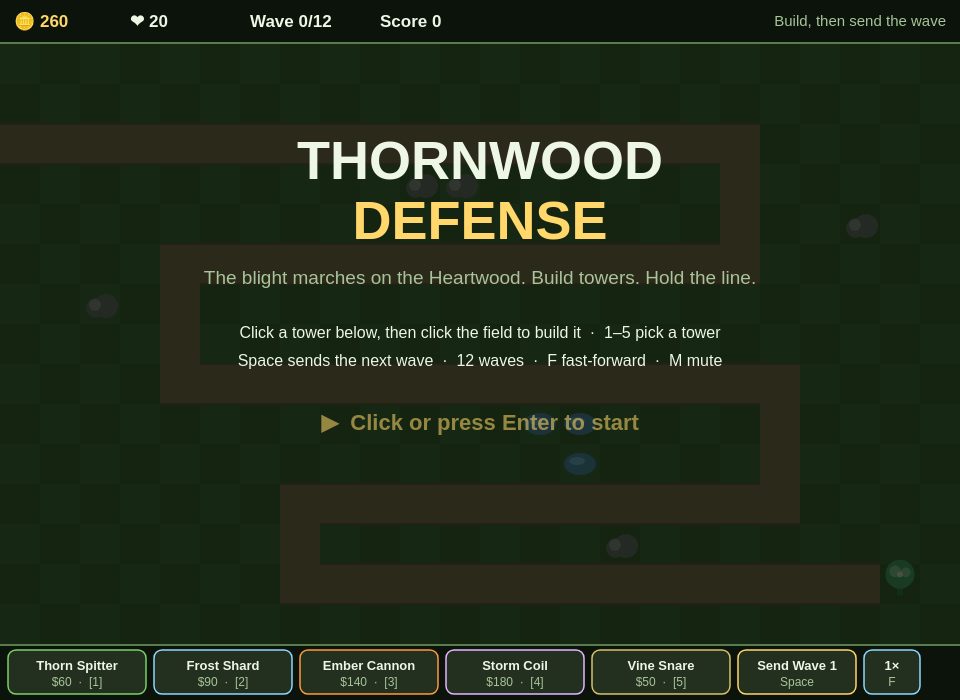 🪙 260 ❤ 20 Wave 0/12 Score 0 Build, then send the wave
THORNWOOD
DEFENSE
The blight marches on the Heartwood. Build towers. Hold the line.
Click a tower below, then click the field to build it · 1–5 pick a tower
Space sends the next wave · 12 waves · F fast-forward · M mute
▶ Click or press Enter to start
Thorn Spitter Frost Shard Ember Cannon Storm Coil Vine Snare Send Wave 1 1×
$60 · [1] $90 · [2] $140 · [3] $180 · [4] $50 · [5] Space F